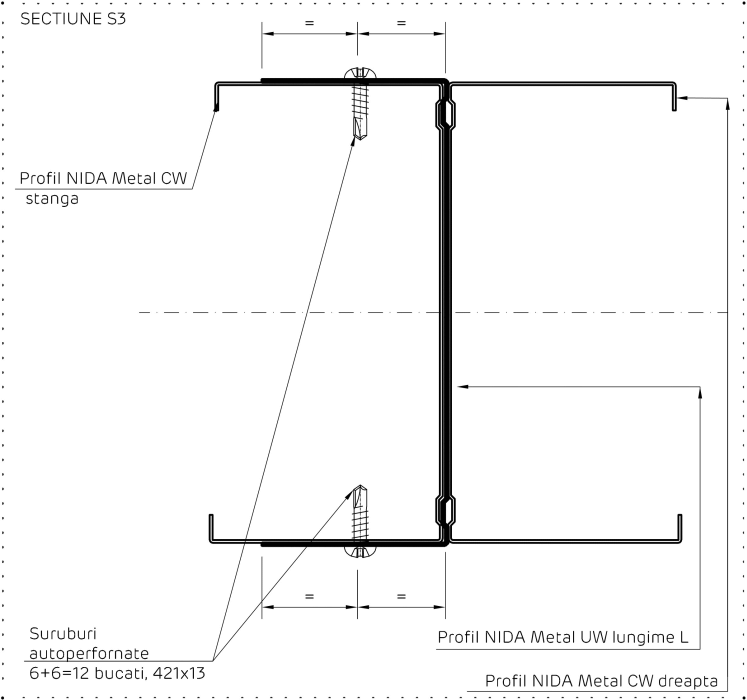 SECTIUNE S3
= =
Profil NIDA Metal CW
stanga
= =
Suruburi
autoperfornate
6+6=12 bucati, 421x13
Profil NIDA Metal UW lungime L
Profil NIDA Metal CW dreapta